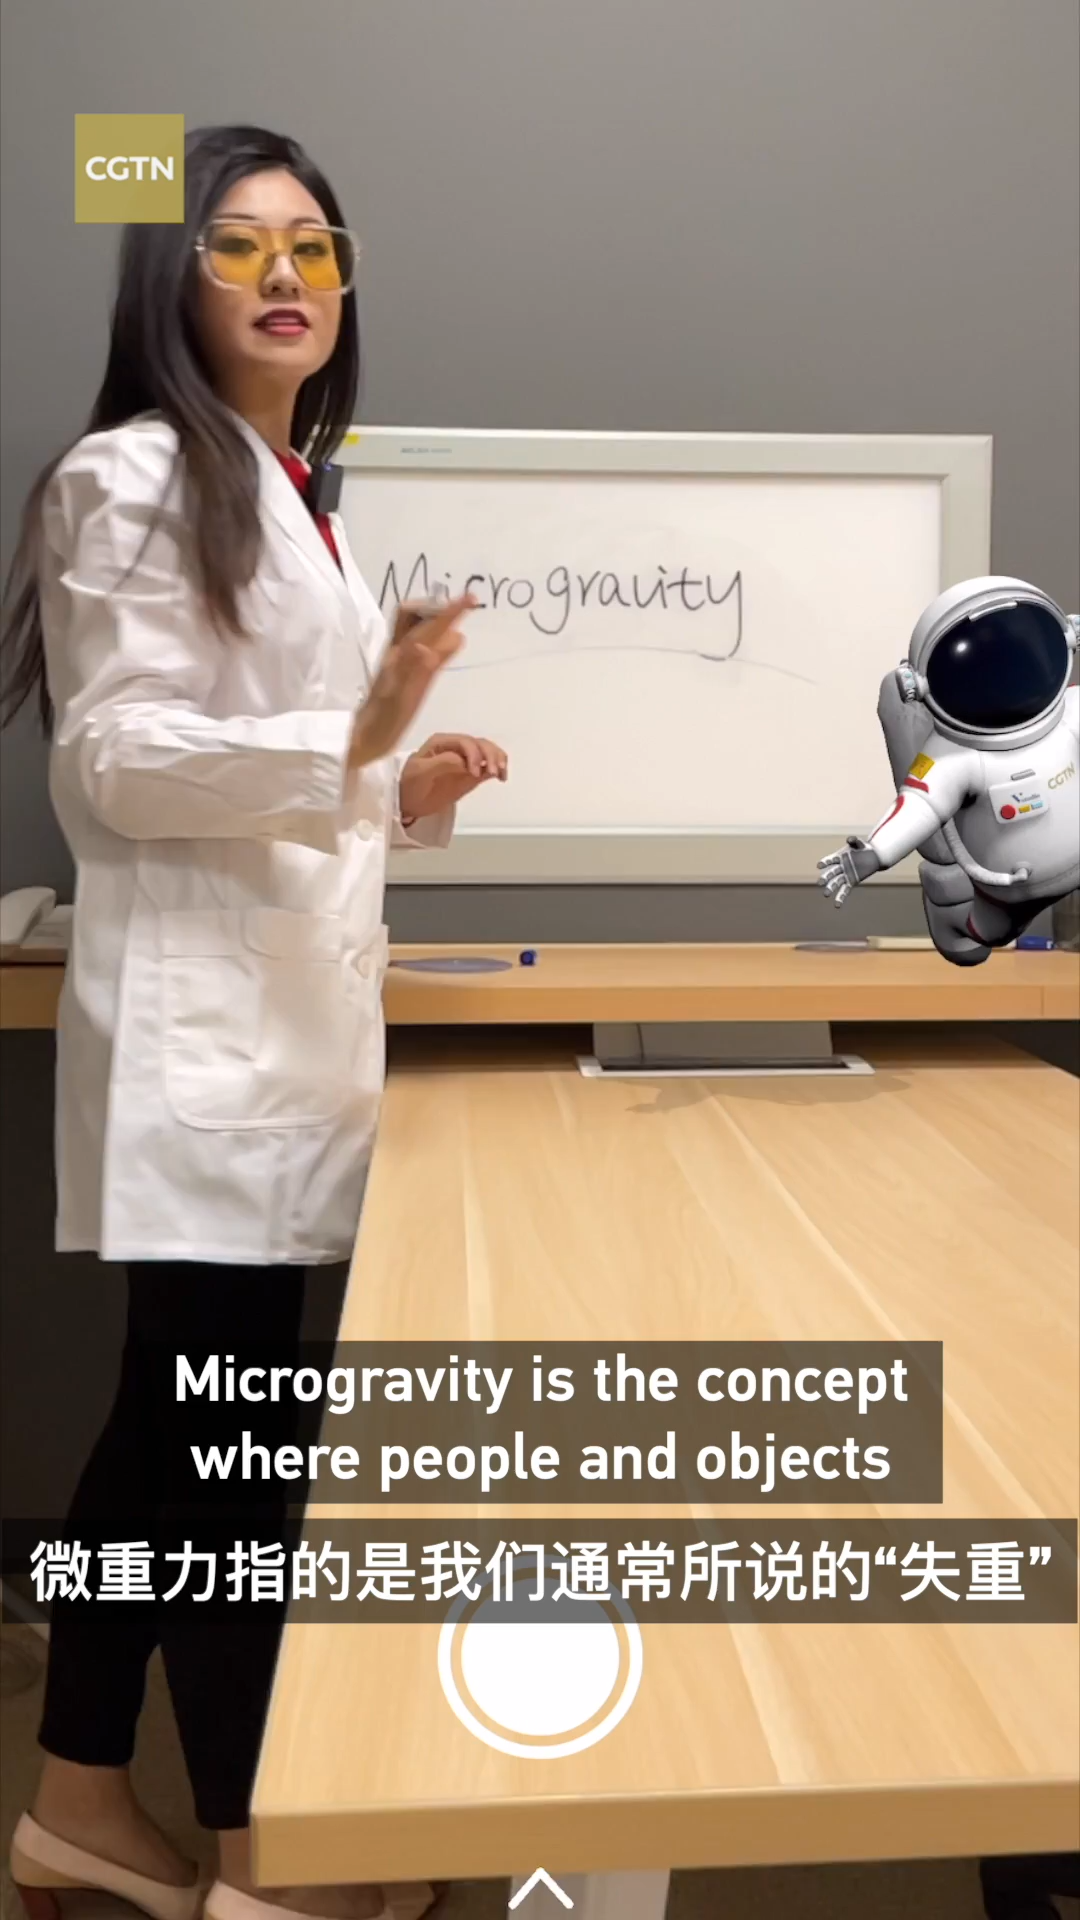 CGTN
Microgravity
CGTN
Microgravity is the concept
where people and objects
微重力指的是我们通常所说的“失重”